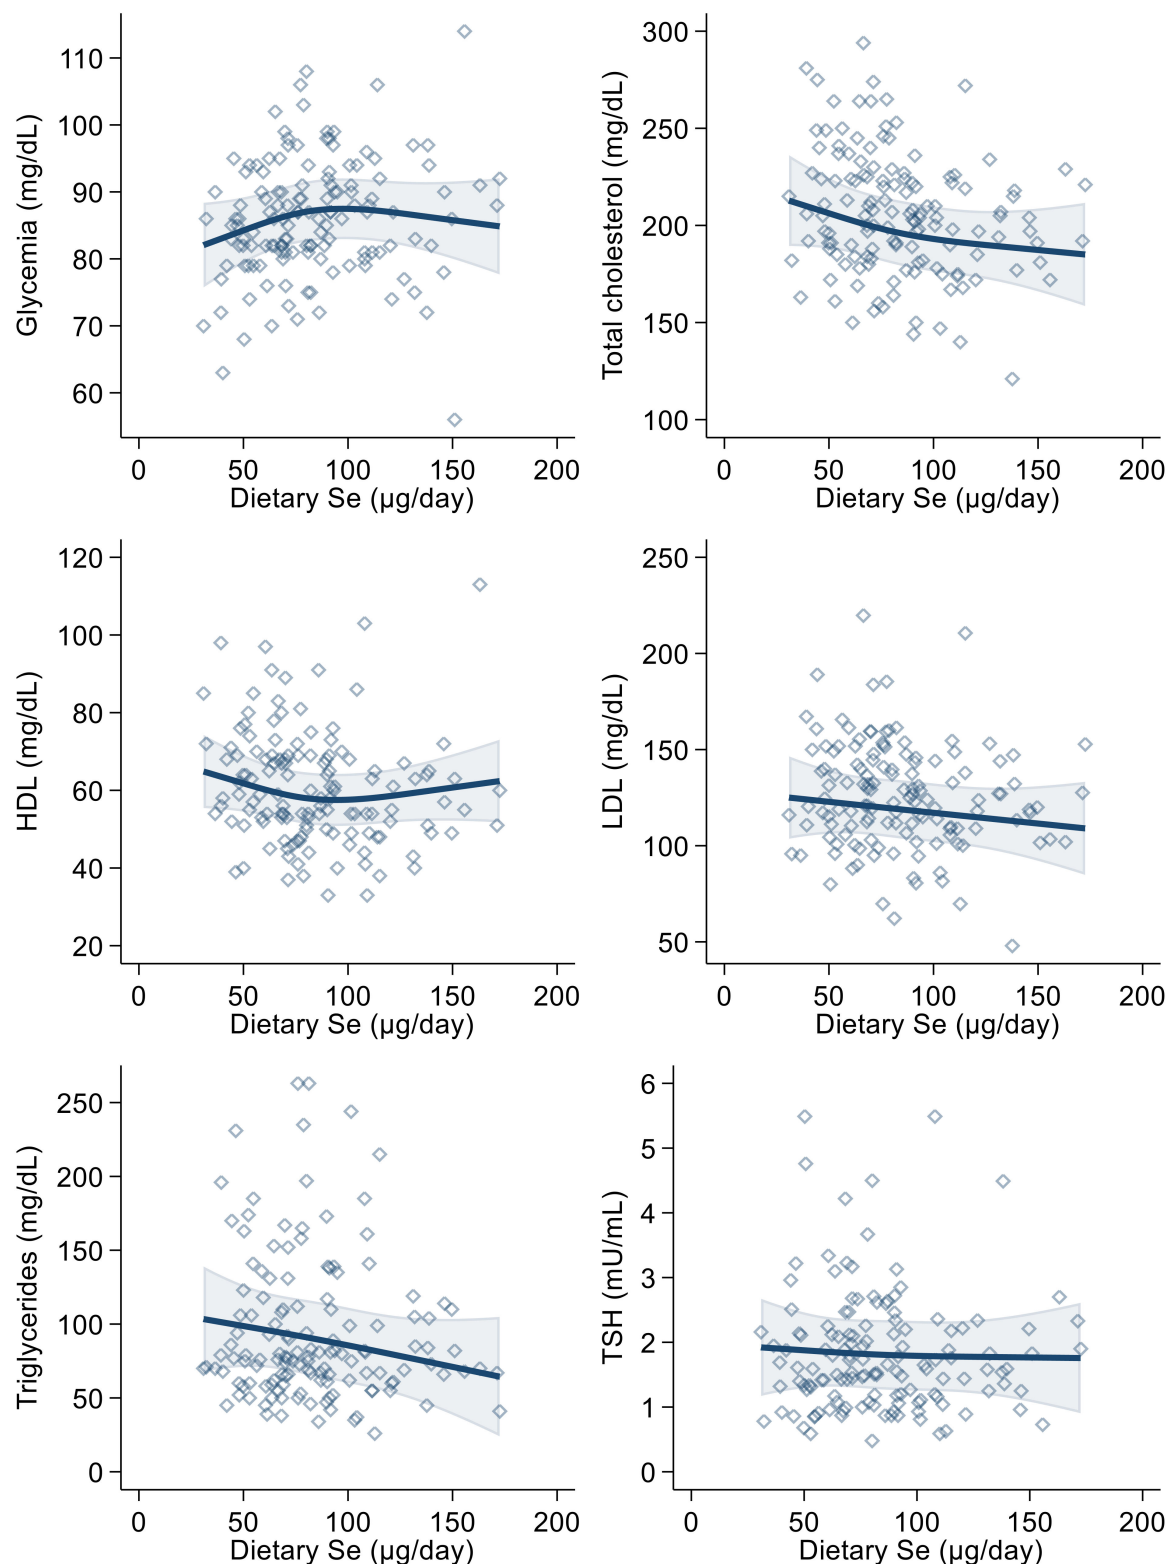 Glycemia (mg/dL)
110
100
90
80
70
60
0 50 100 150 200
Dietary Se (µg/day)
Total cholesterol (mg/dL)
300
250
200
150
100
0 50 100 150 200
Dietary Se (µg/day)
HDL (mg/dL)
120
100
80
60
40
20
0 50 100 150 200
Dietary Se (µg/day)
LDL (mg/dL)
250
200
150
100
50
0 50 100 150 200
Dietary Se (µg/day)
Triglycerides (mg/dL)
250
200
150
100
50
0
0 50 100 150 200
Dietary Se (µg/day)
TSH (mU/mL)
6
5
4
3
2
1
0
0 50 100 150 200
Dietary Se (µg/day)